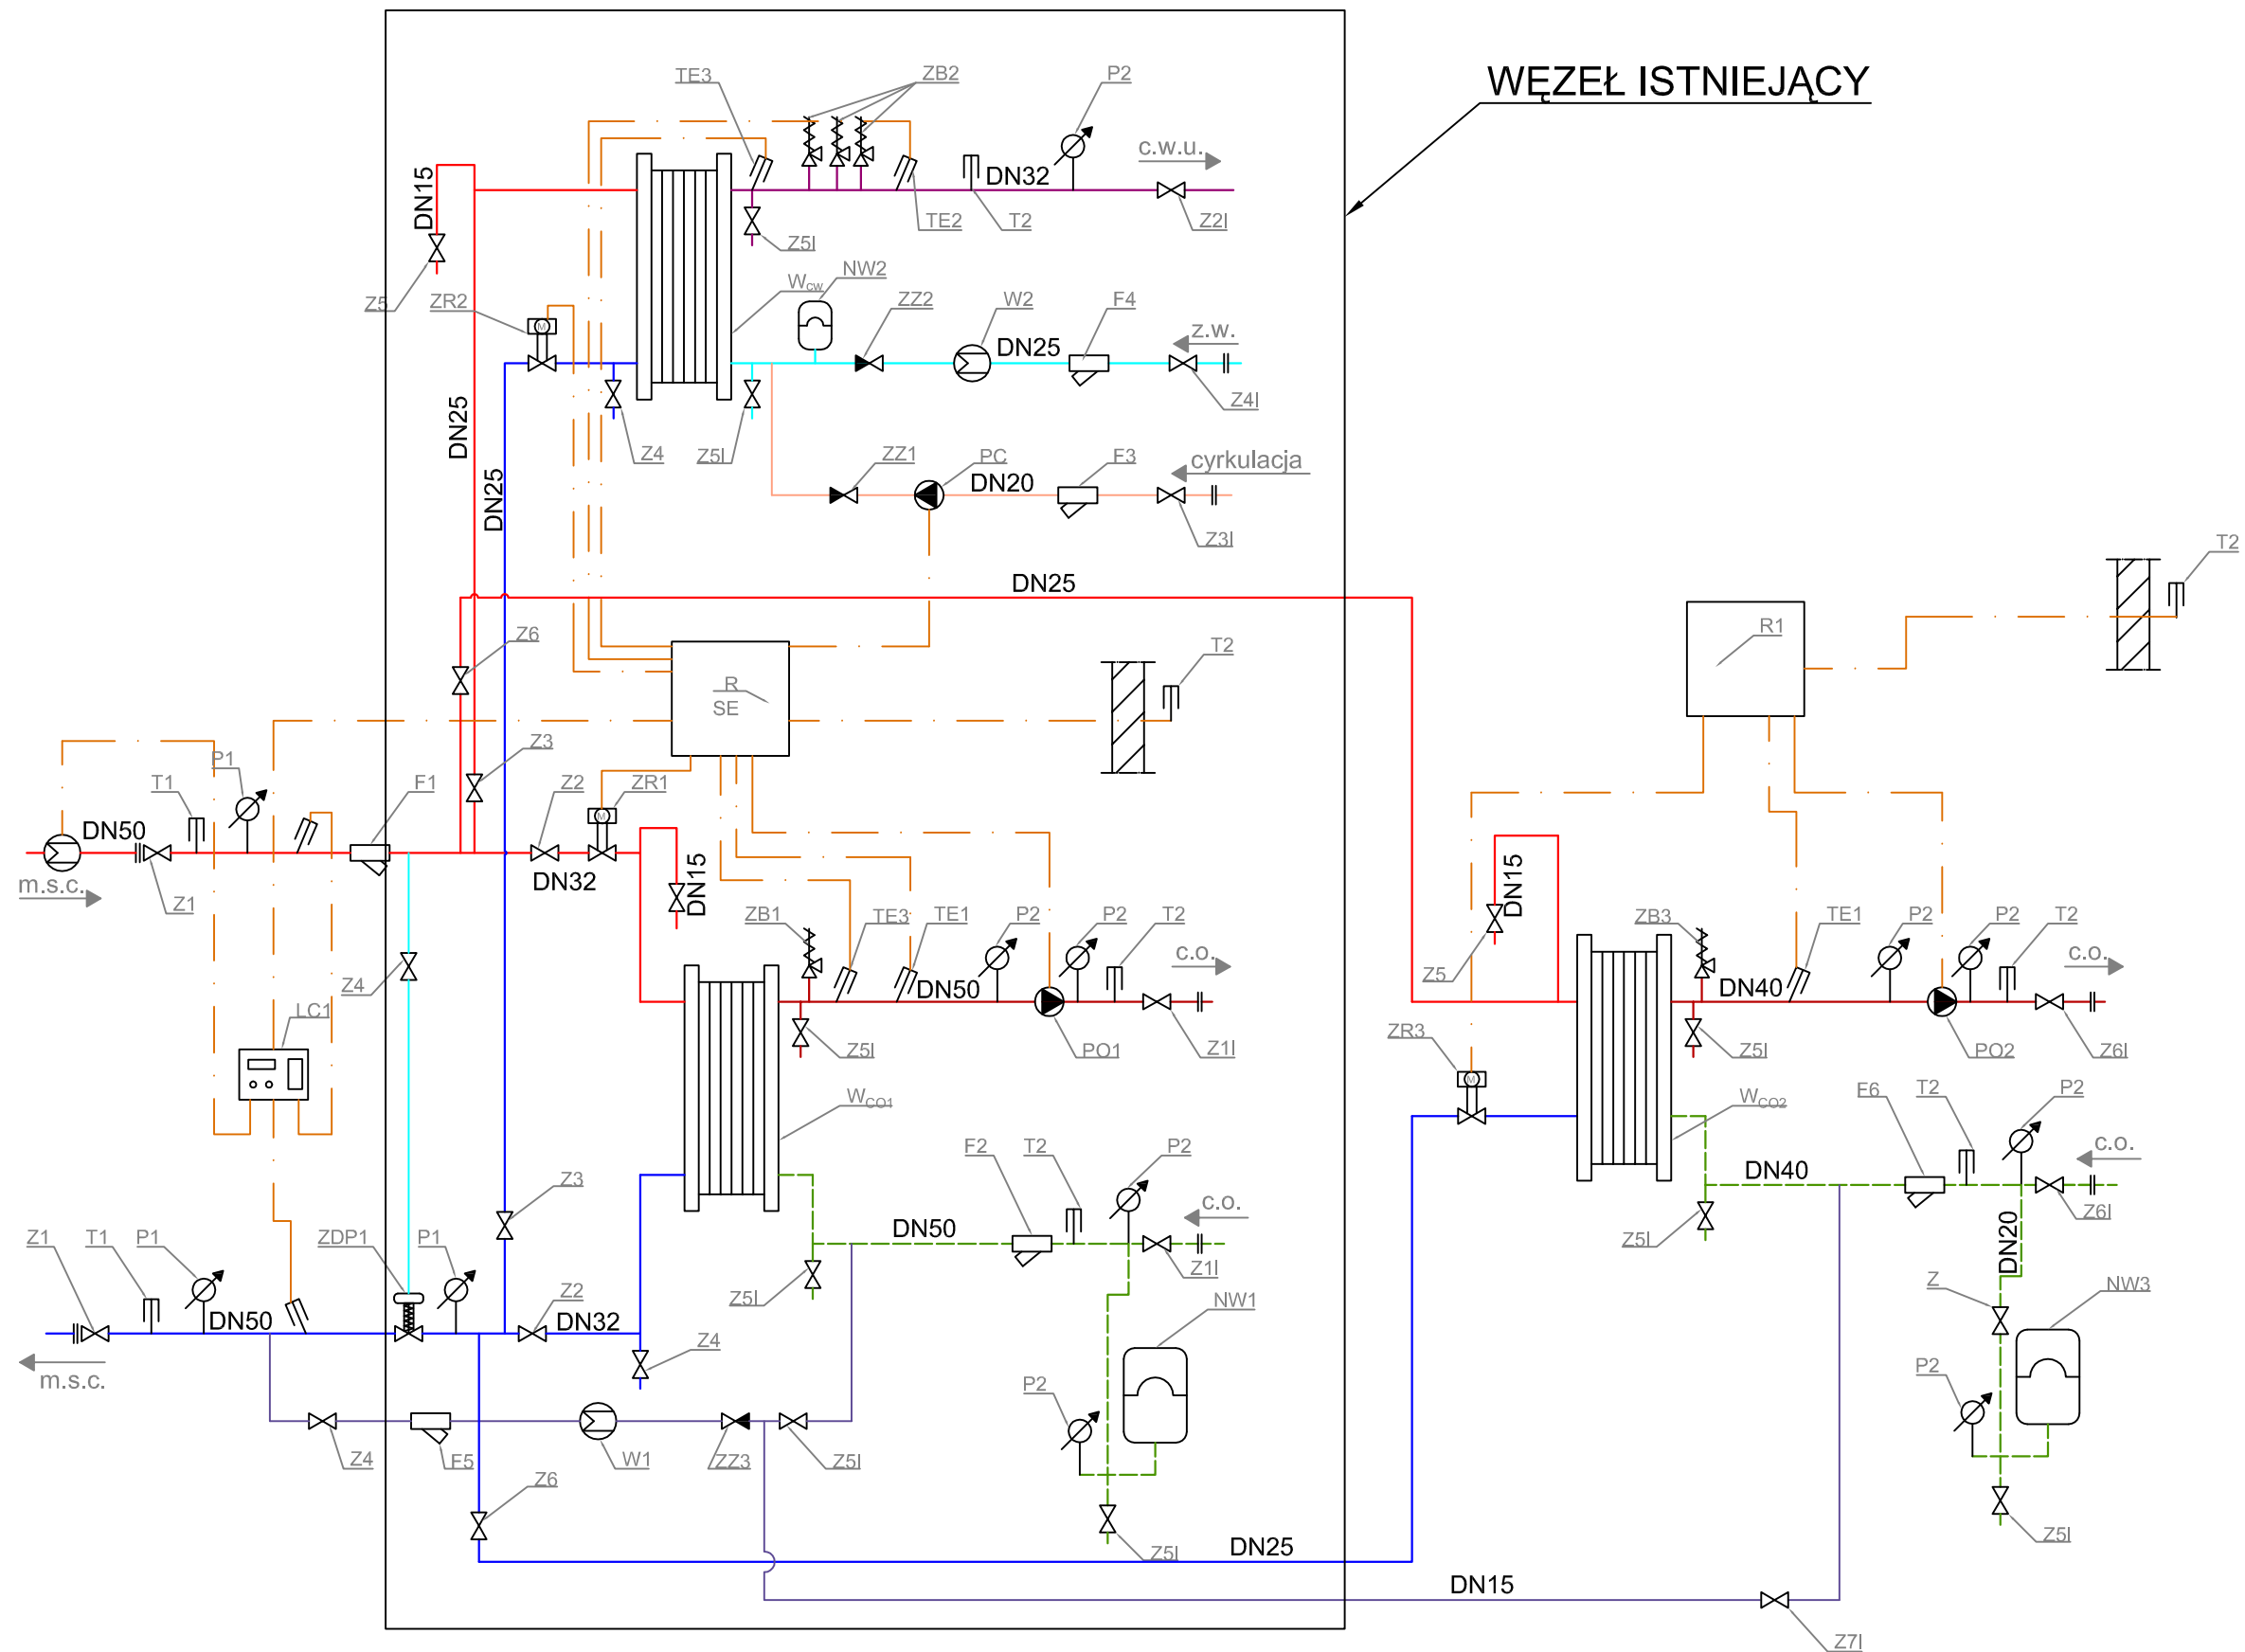 WĘZEŁ ISTNIEJĄCY
TE3
ZB2
P2
c.w.u.
DN15
DN32
TE2
T2
Z2I
Z5I
Z5
ZR2
M
W_CW
NW2
ZZ2
W2
F4
z.w.
DN25
Z4I
DN25
DN25
Z4
Z5I
ZZ1
PC
F3
cyrkulacja
DN20
Z3I
DN25
T2
R1
Z6
T2
R
SE
Z3
P1
T1
F1
Z2
ZR1
M
DN50
DN32
DN15
m.s.c.
Z1
ZB1
TE3
TE1
P2
P2
T2
c.o.
DN50
Z5I
PO1
Z1I
DN15
Z5
ZB3
TE1
P2
P2
T2
c.o.
DN40
ZR3
M
Z5I
PO2
Z6I
Z4
LC1
W_CO1
W_CO2
F6
T2
P2
c.o.
DN40
Z6I
Z5I
DN20
Z3
F2
T2
P2
c.o.
DN50
Z1I
Z5I
Z1
T1
P1
ZDP1
P1
Z2
DN50
DN32
m.s.c.
Z4
NW1
P2
Z
NW3
P2
Z4
F5
W1
ZZ3
Z5I
Z6
Z5I
Z5I
DN25
DN15
Z7I